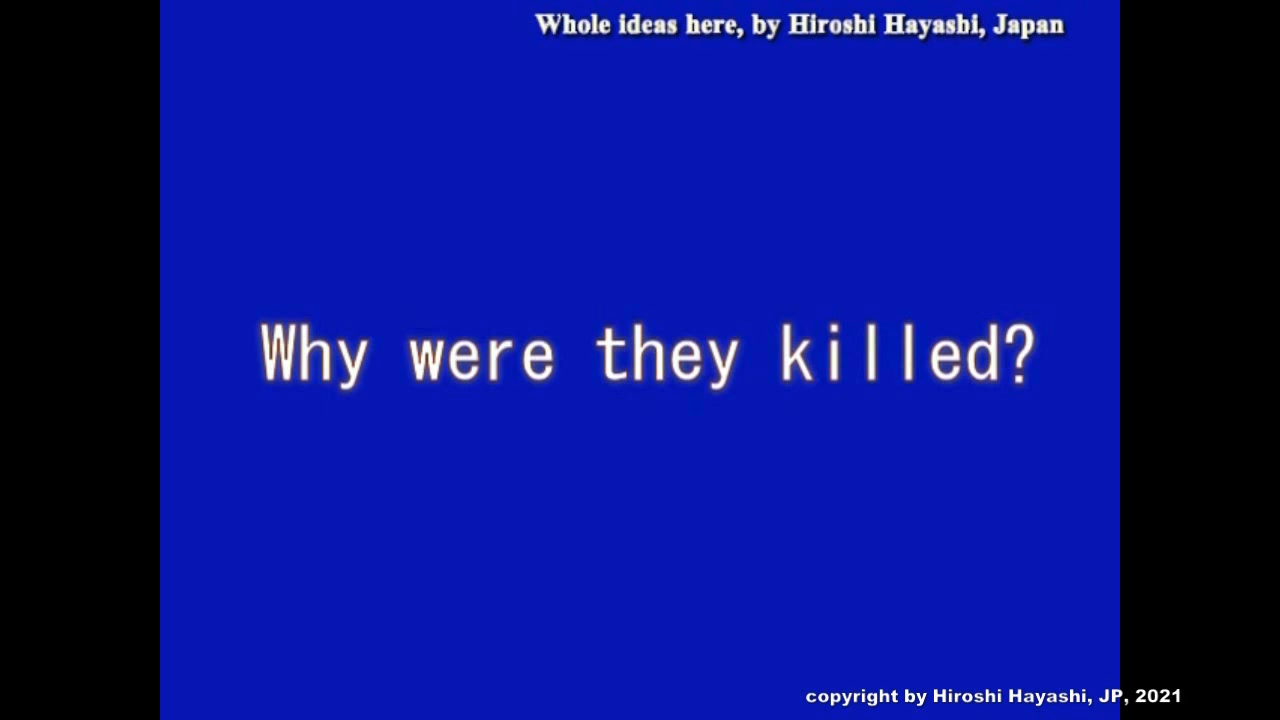 Whole ideas here, by Hiroshi Hayashi, Japan
Why were they killed?
copyright by Hiroshi Hayashi, JP, 2021